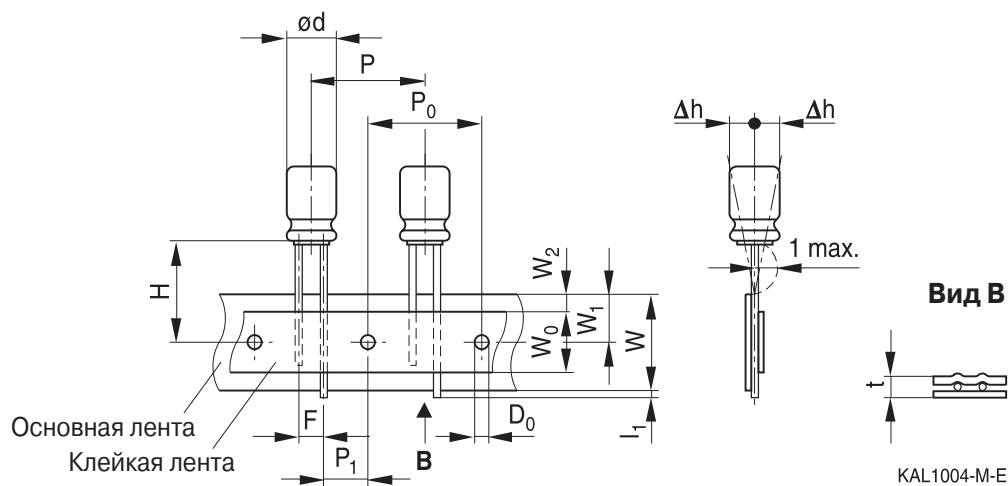 ød
P
P0
Δh
Δh
H
W2
W1
W0
W
1 max.
Вид B
t
Основная лента
Клейкая лента
F
P1
B
D0
l1
KAL1004-M-E